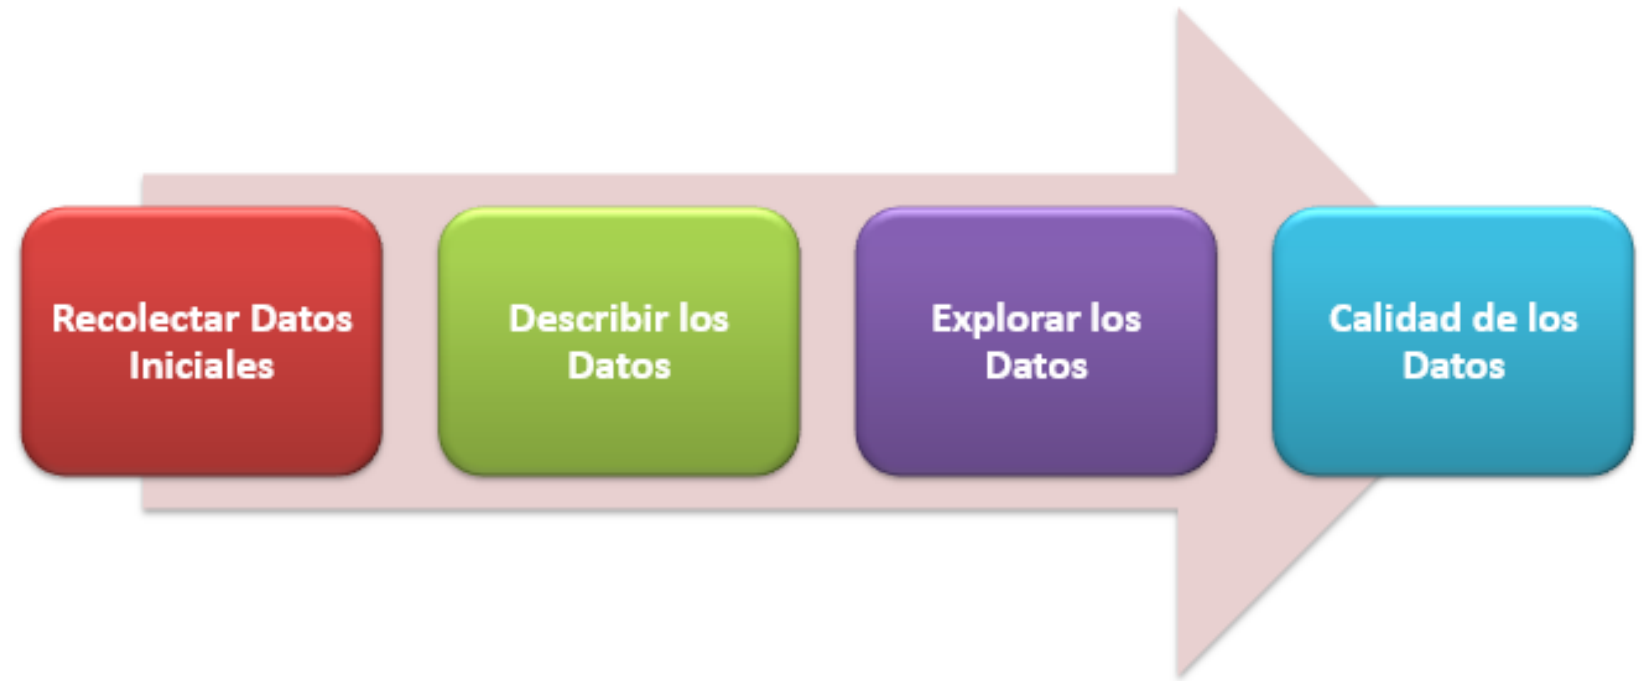 Recolectar Datos
Iniciales
Describir los
Datos
Explorar los
Datos
Calidad de los
Datos